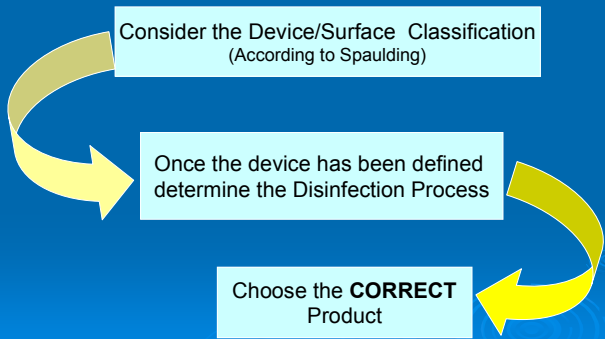 Consider the Device/Surface Classification
(According to Spaulding)
Once the device has been defined
determine the Disinfection Process
Choose the CORRECT
Product